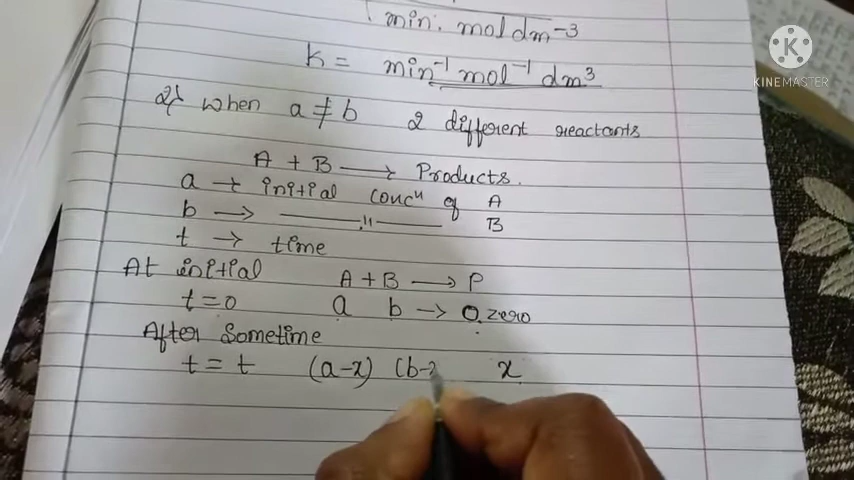 min. mol dm-3
K = min-1 mol-1 dm3
KINEMASTER
2) when a ≠ b 2 different reactants
A + B → Products.
a → initial concn of A
b → ——— " ——— B
t → time
At initial A + B → P
t = 0 a b → 0 zero
After sometime
t = t (a-x) (b-x x